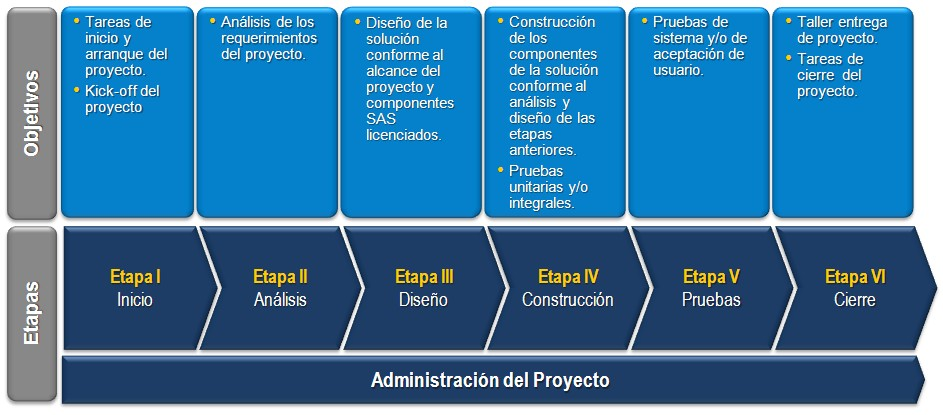 Objetivos
• Tareas de
inicio y
arranque del
proyecto.
• Kick-off del
proyecto
• Análisis de los
requerimientos
del proyecto.
• Diseño de la
solución
conforme al
alcance del
proyecto y
componentes
SAS
licenciados.
• Construcción
de los
componentes
de la solución
conforme al
análisis y
diseño de las
etapas
anteriores.
• Pruebas
unitarias y/o
integrales.
• Pruebas de
sistema y/o de
aceptación de
usuario.
• Taller entrega
de proyecto.
• Tareas de
cierre del
proyecto.
Etapas
Etapa I
Inicio
Etapa II
Análisis
Etapa III
Diseño
Etapa IV
Construcción
Etapa V
Pruebas
Etapa VI
Cierre
Administración del Proyecto